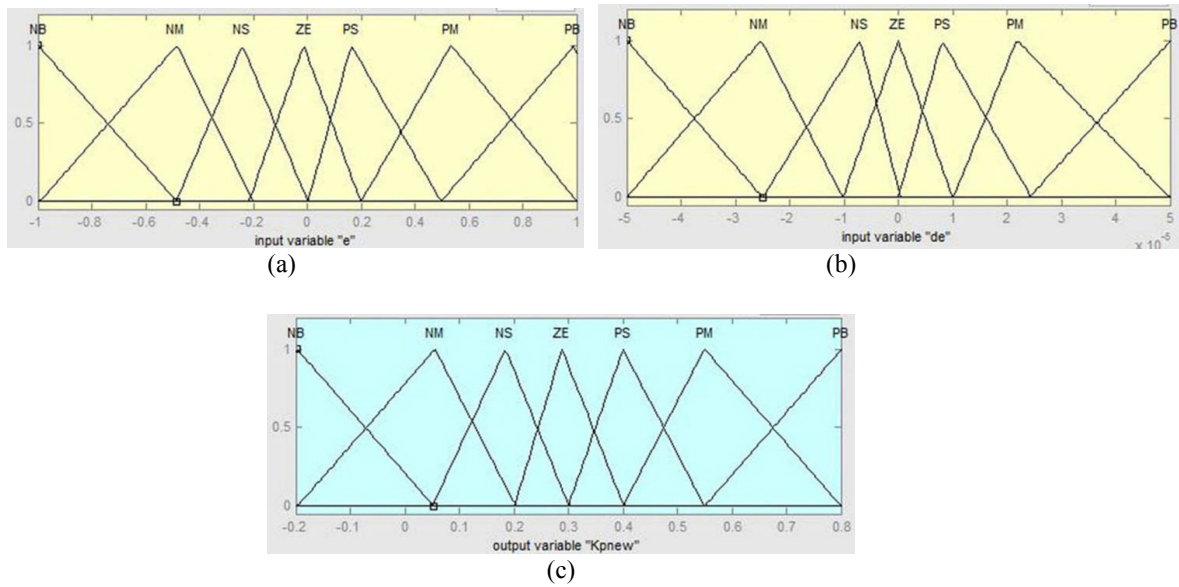 NB NM NS ZE PS PM PB
1
0.5
0
-1 -0.8 -0.6 -0.4 -0.2 0 0.2 0.4 0.6 0.8 1
input variable "e"
(a)
NB NM NS ZE PS PM PB
1
0.5
0
-5 -4 -3 -2 -1 0 1 2 3 4 5
input variable "de"
x 10⁻⁵
(b)
NB NM NS ZE PS PM PB
1
0.5
0
-0.2 -0.1 0 0.1 0.2 0.3 0.4 0.5 0.6 0.7 0.8
output variable "Kpnew"
(c)